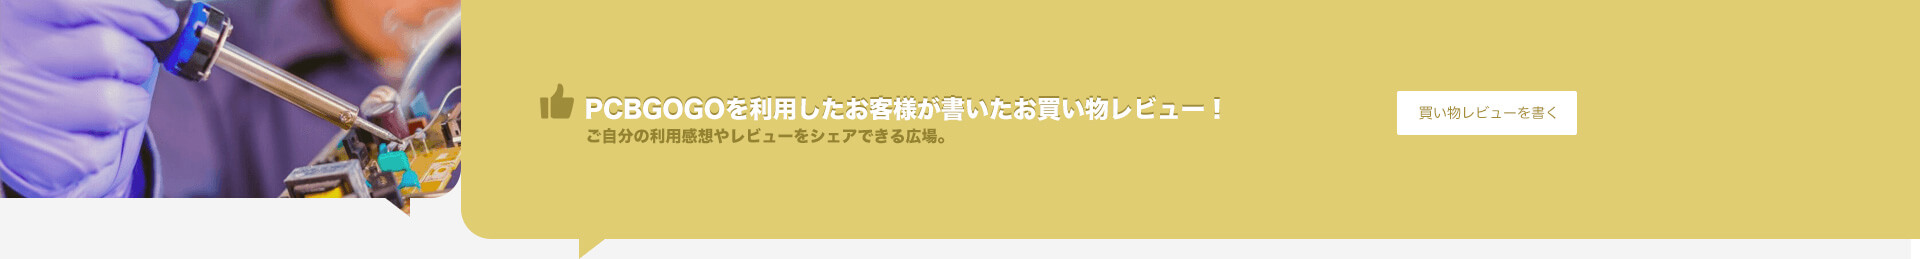 PCBGOGOを利用したお客様が書いたお買い物レビュー！
ご自分の利用感想やレビューをシェアできる広場。
買い物レビューを書く